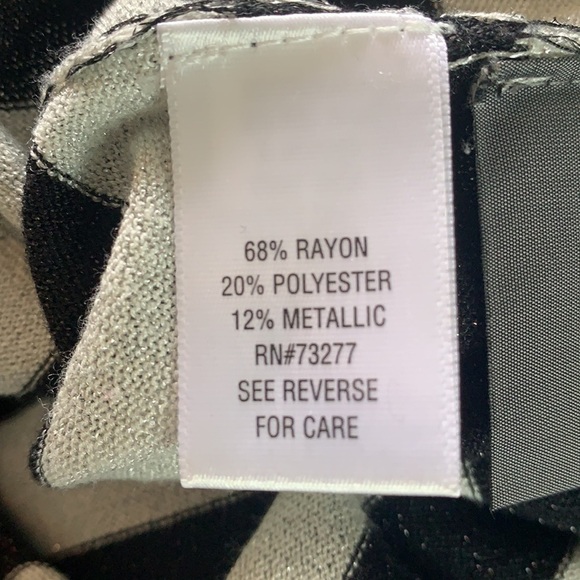 68% RAYON
20% POLYESTER
12% METALLIC
RN#73277
SEE REVERSE
FOR CARE